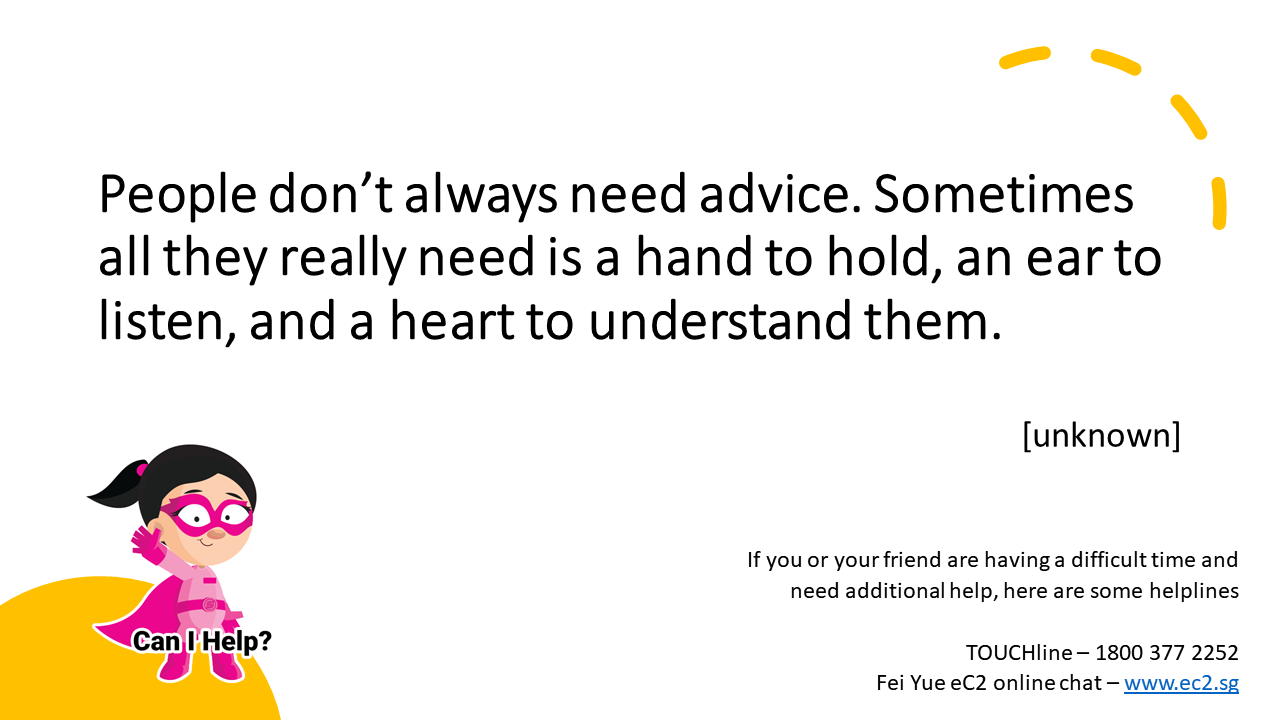 People don’t always need advice. Sometimes
all they really need is a hand to hold, an ear to
listen, and a heart to understand them.
[unknown]
Can I Help?
If you or your friend are having a difficult time and
need additional help, here are some helplines
TOUCHline – 1800 377 2252
Fei Yue eC2 online chat – www.ec2.sg